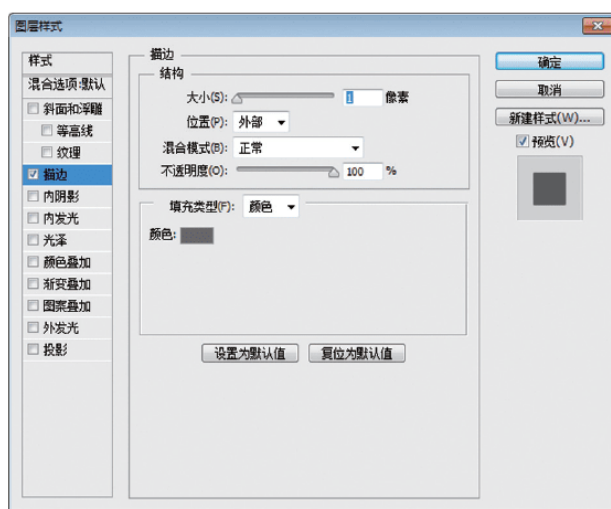 图层样式
样式
混合选项:默认
斜面和浮雕
等高线
纹理
描边
内阴影
内发光
光泽
颜色叠加
渐变叠加
图案叠加
外发光
投影
描边
结构
大小(S): 1 像素
位置(P): 外部
混合模式(B): 正常
不透明度(O): 100 %
填充类型(F): 颜色
颜色:
设置为默认值 复位为默认值
确定
取消
新建样式(W)...
预览(V)